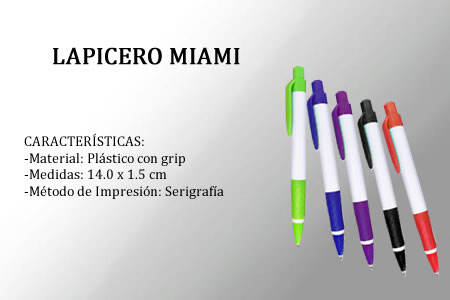 LAPICERO MIAMI
CARACTERÍSTICAS:
-Material: Plástico con grip
-Medidas: 14.0 x 1.5 cm
-Método de Impresión: Serigrafía